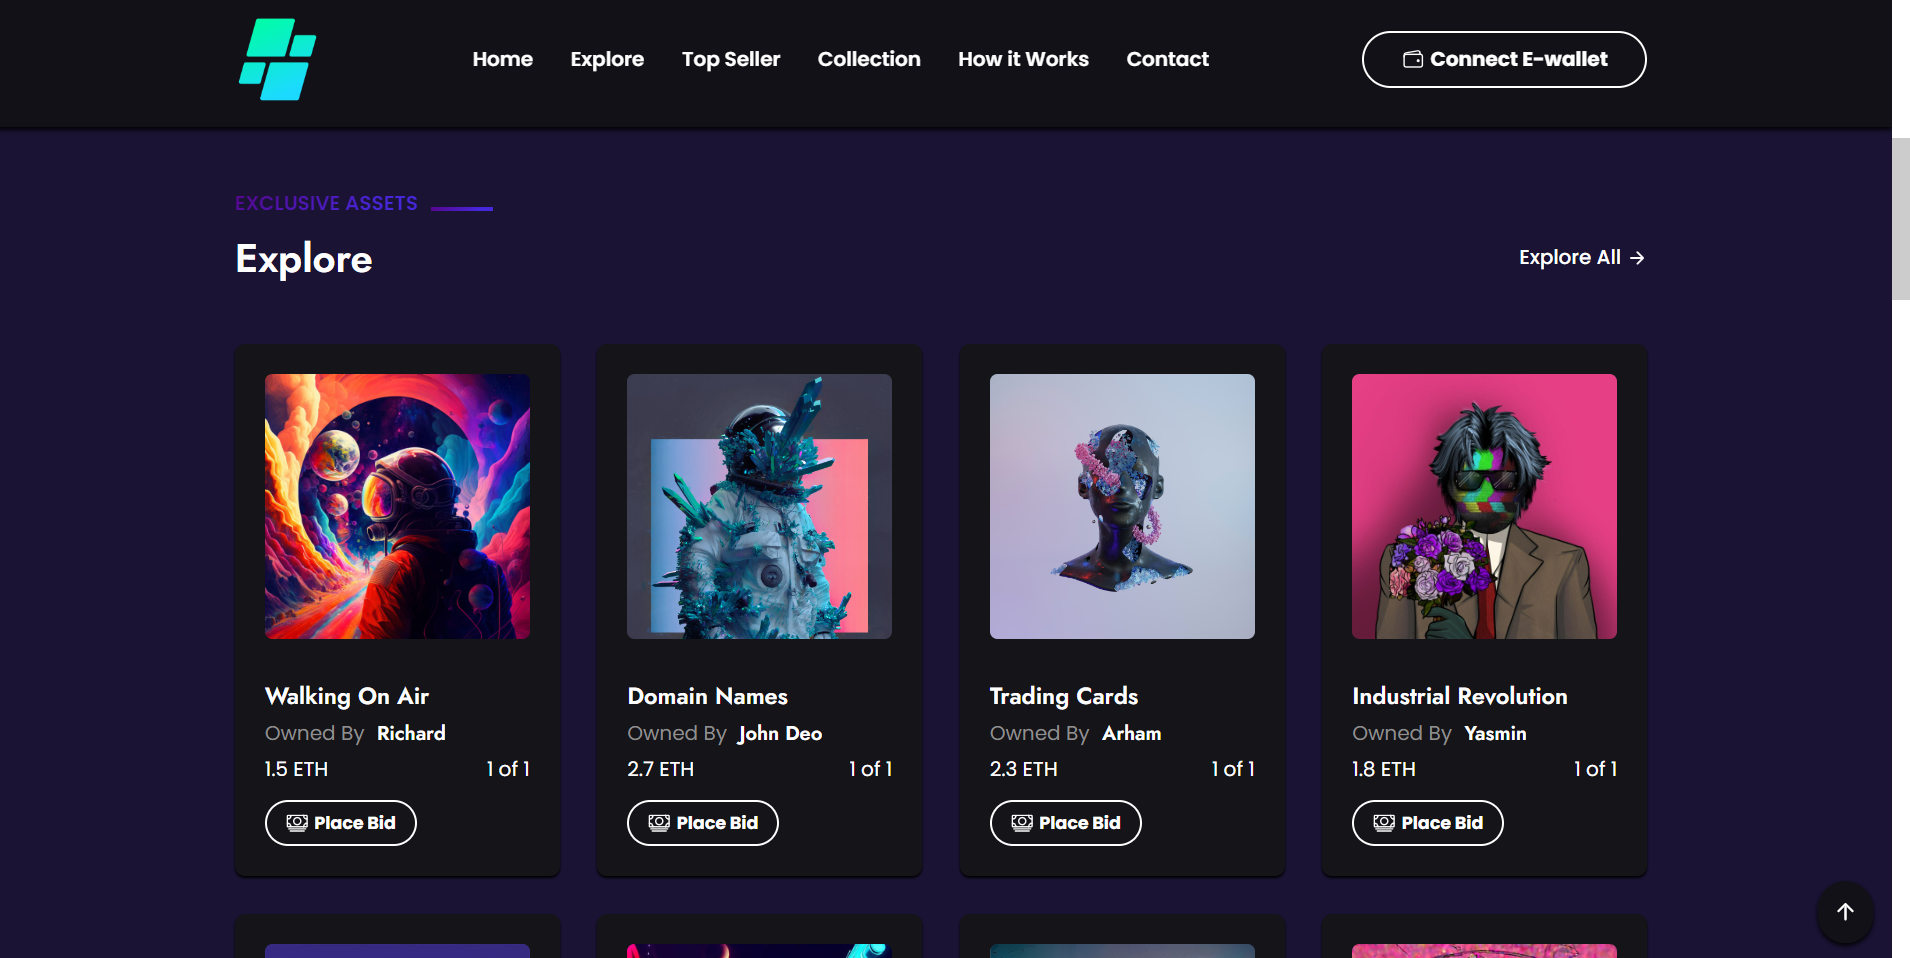 Home Explore Top Seller Collection How it Works Contact Connect E-wallet
EXCLUSIVE ASSETS
Explore
Explore All →
Walking On Air
Owned By Richard
1.5 ETH 1 of 1
Place Bid
Domain Names
Owned By John Deo
2.7 ETH 1 of 1
Place Bid
Trading Cards
Owned By Arham
2.3 ETH 1 of 1
Place Bid
Industrial Revolution
Owned By Yasmin
1.8 ETH 1 of 1
Place Bid